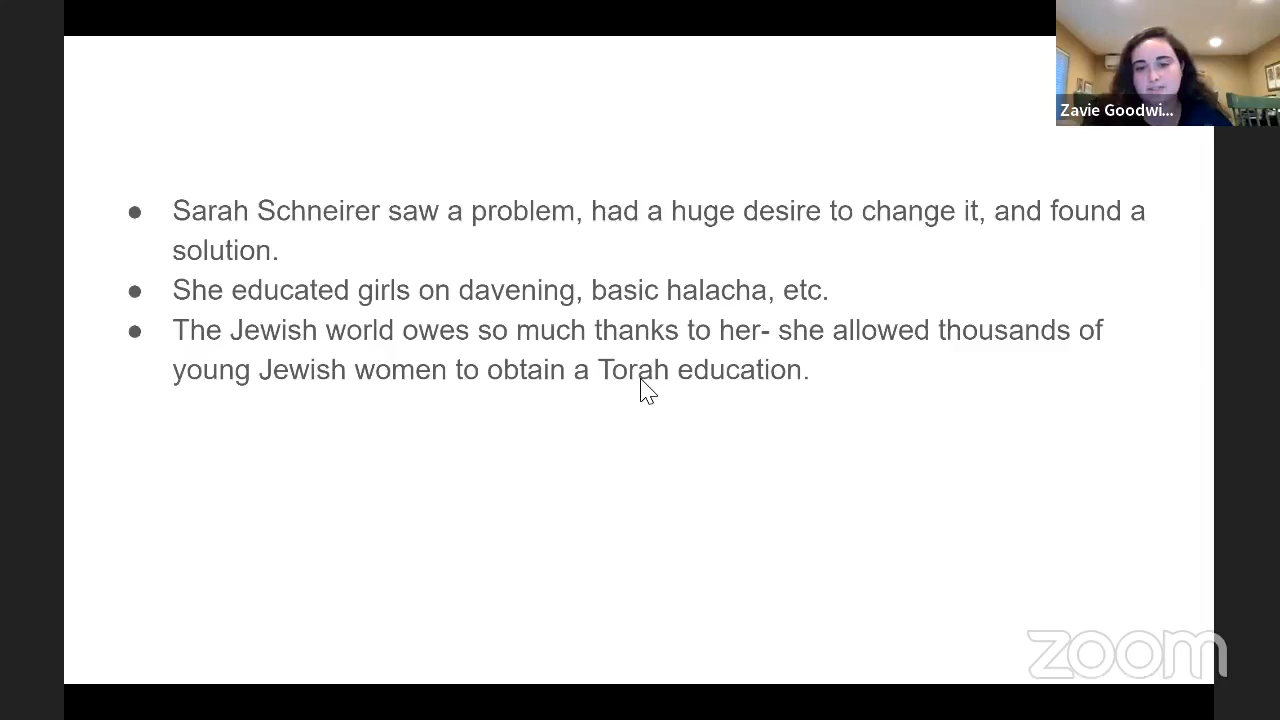 Zavie Goodwi...
● Sarah Schneirer saw a problem, had a huge desire to change it, and found a
solution.
● She educated girls on davening, basic halacha, etc.
● The Jewish world owes so much thanks to her- she allowed thousands of
young Jewish women to obtain a Torah education.
zoom